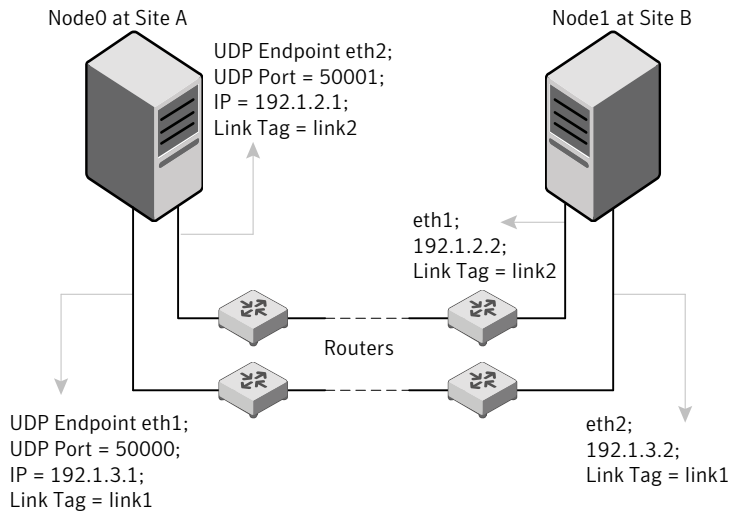 Node0 at Site A
Node1 at Site B
UDP Endpoint eth2;
UDP Port = 50001;
IP = 192.1.2.1;
Link Tag = link2
eth1;
192.1.2.2;
Link Tag = link2
Routers
UDP Endpoint eth1;
UDP Port = 50000;
IP = 192.1.3.1;
Link Tag = link1
eth2;
192.1.3.2;
Link Tag = link1